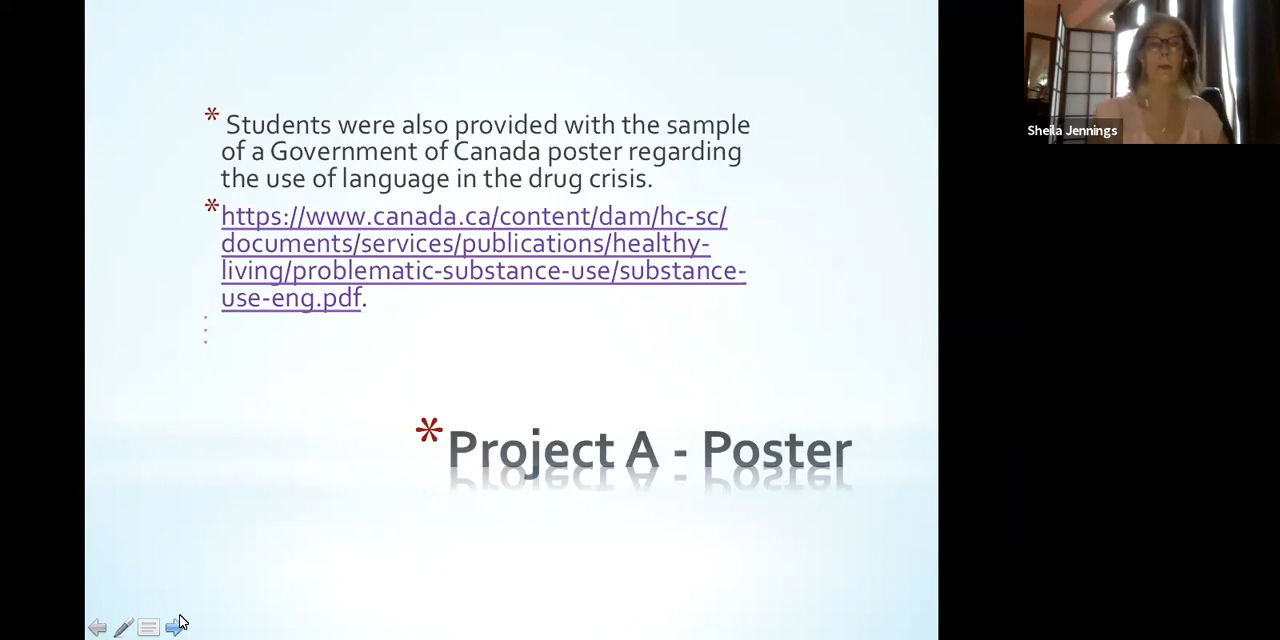 * Students were also provided with the sample
of a Government of Canada poster regarding
the use of language in the drug crisis.
* https://www.canada.ca/content/dam/hc-sc/
documents/services/publications/healthy-
living/problematic-substance-use/substance-
use-eng.pdf.
* Project A - Poster
Sheila Jennings